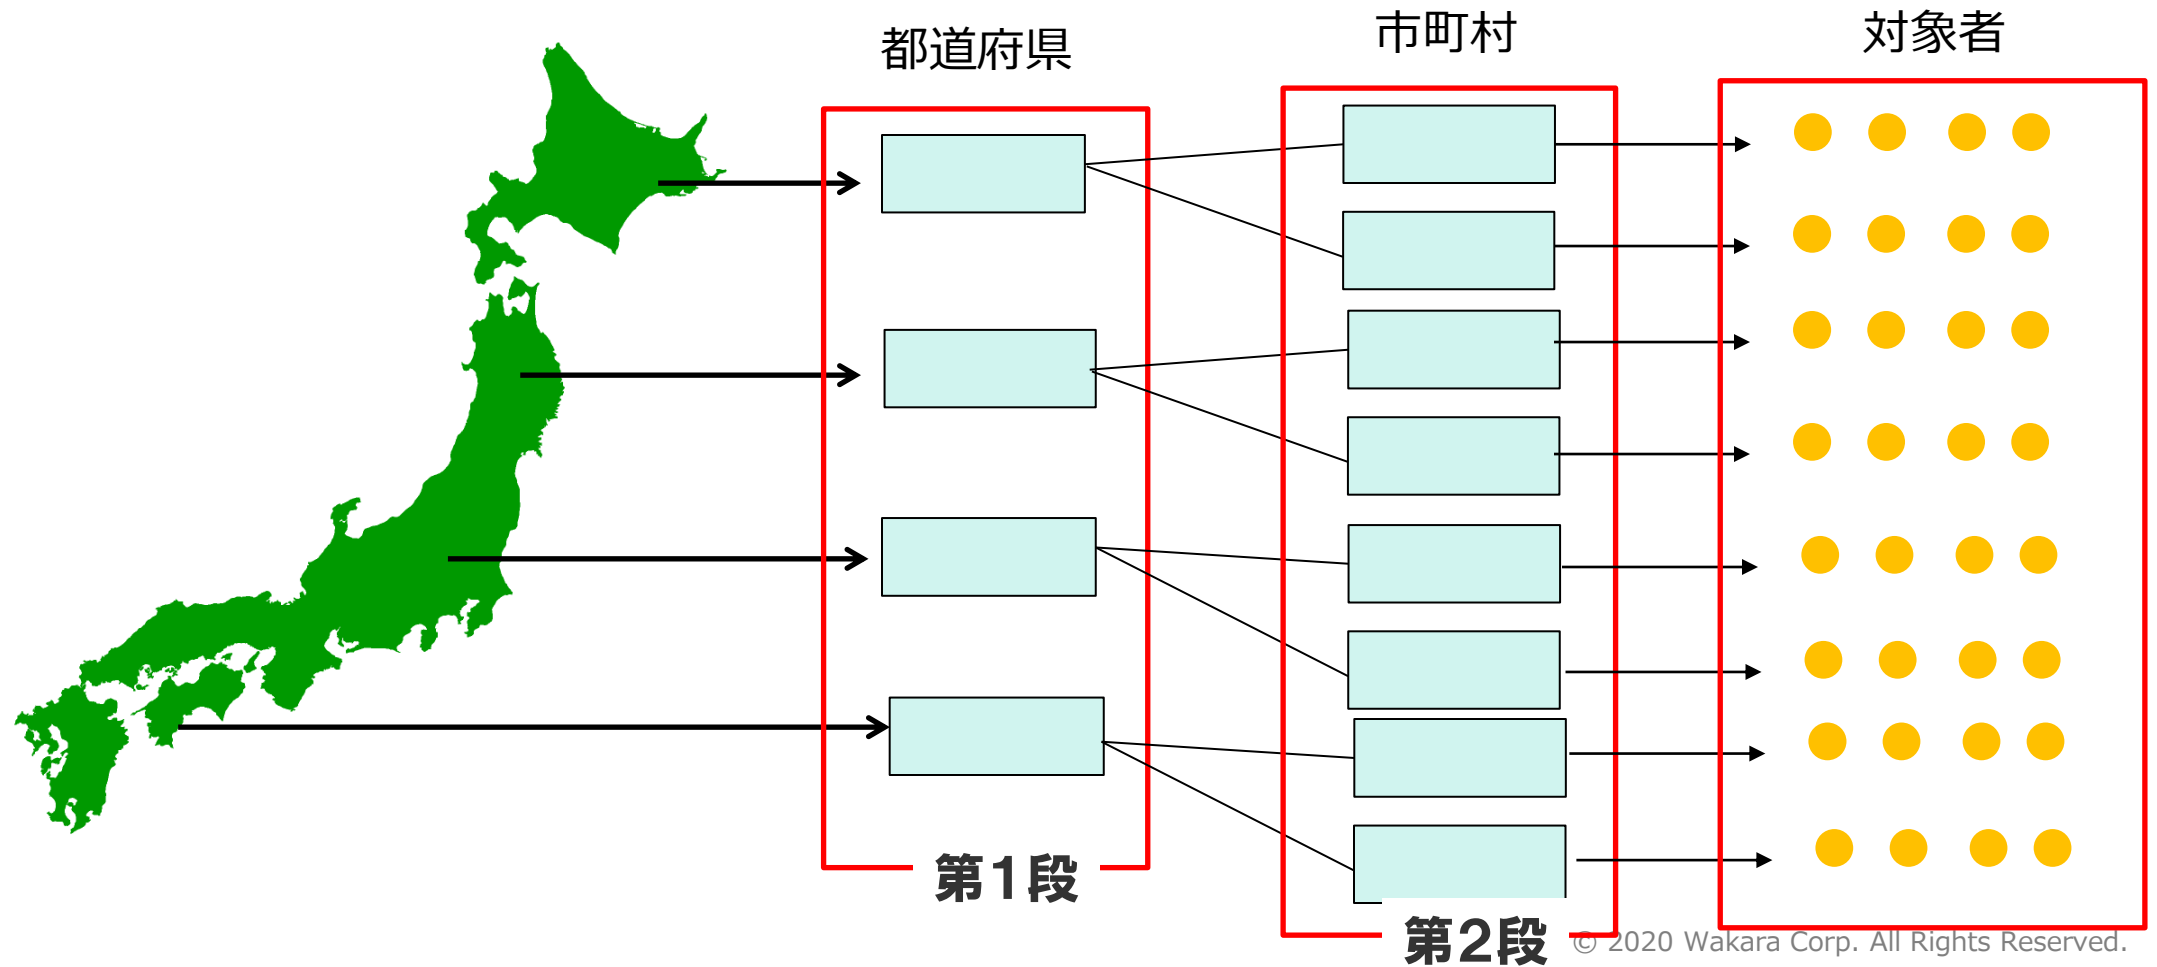 都道府県
市町村
対象者
第1段
第2段
© 2020 Wakara Corp. All Rights Reserved.